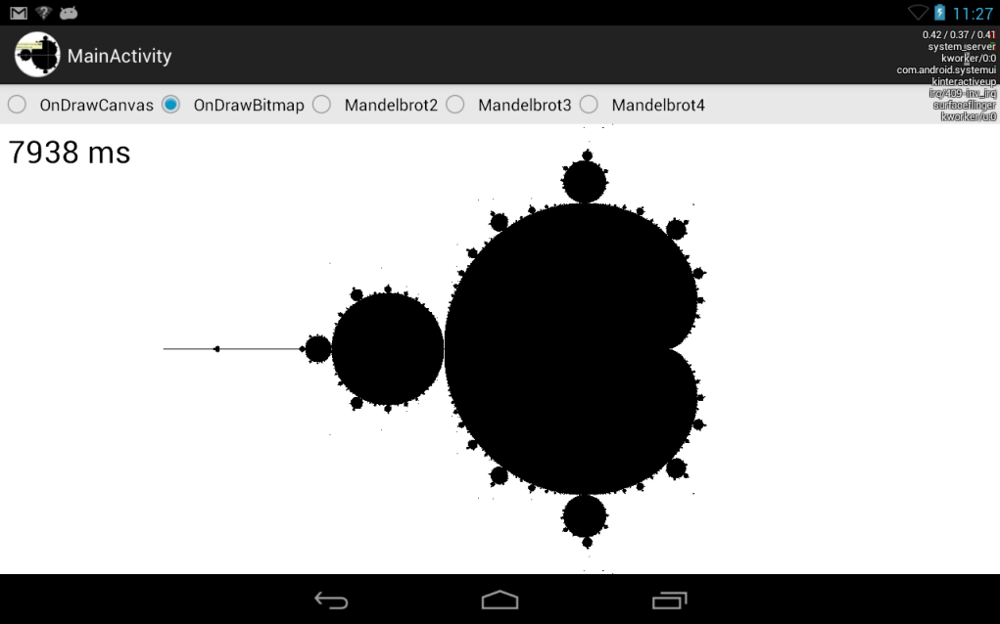 11:27
MainActivity
0.42 / 0.37 / 0.41
system_server
kworker/0:0
com.android.systemui
kinteractiveup
irq/409-inv_irq
surfaceflinger
kworker/u:0
OnDrawCanvas OnDrawBitmap Mandelbrot2 Mandelbrot3 Mandelbrot4
7938 ms